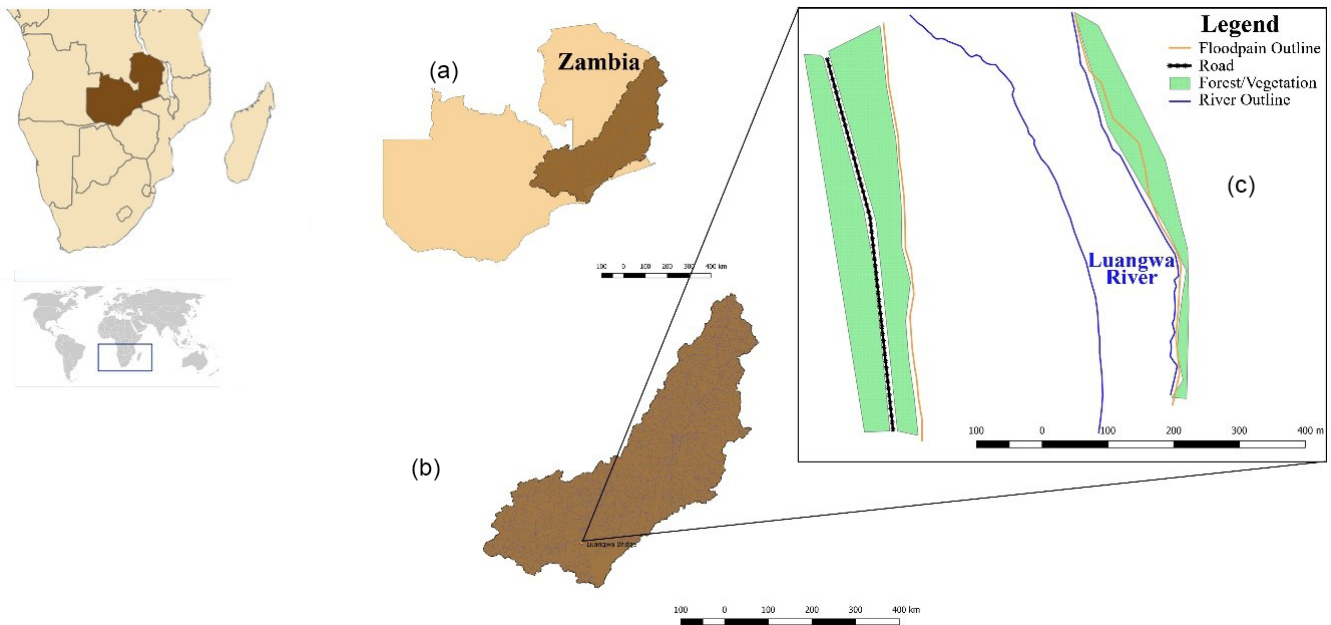 (a)
Zambia
100 0 100 200 300 400 km
(b)
Luangwa Bridge
100 0 100 200 300 400 km
Legend
Floodpain Outline
Road
Forest/Vegetation
River Outline
(c)
Luangwa
River
100 0 100 200 300 400 m